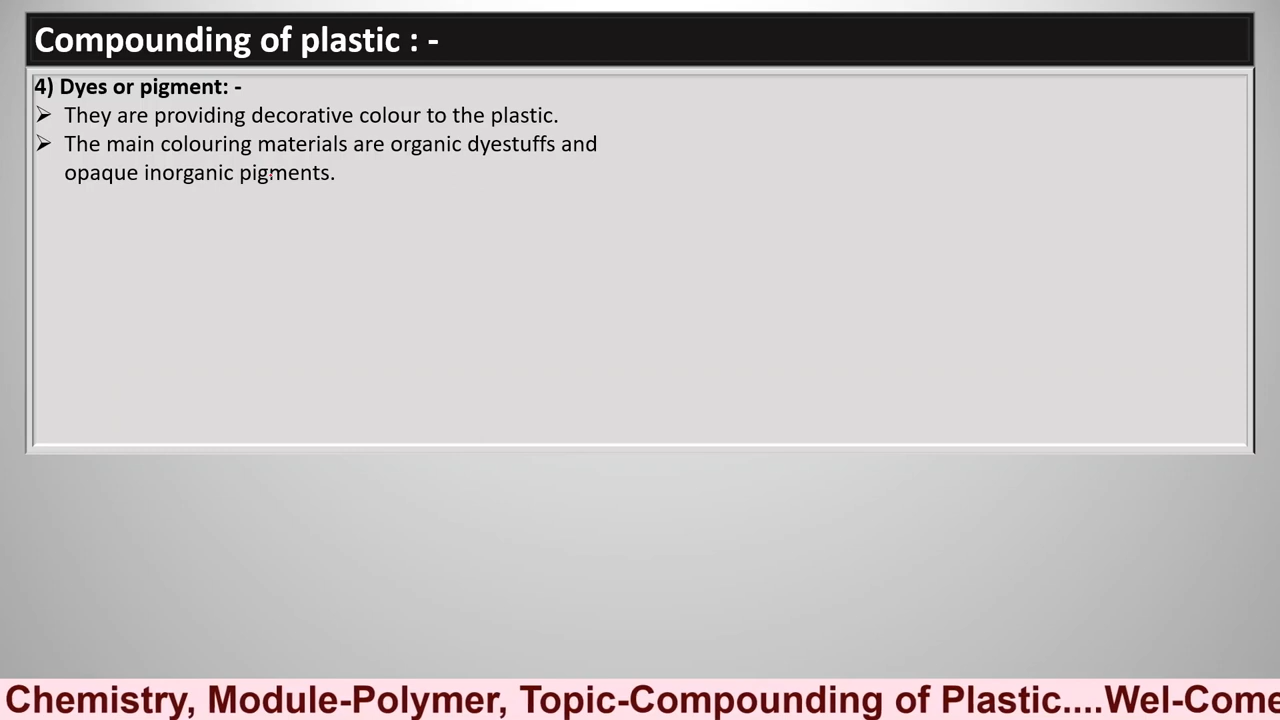 Compounding of plastic : -
4) Dyes or pigment: -
➢ They are providing decorative colour to the plastic.
➢ The main colouring materials are organic dyestuffs and
opaque inorganic pigments.
Chemistry, Module-Polymer, Topic-Compounding of Plastic....Wel-Come